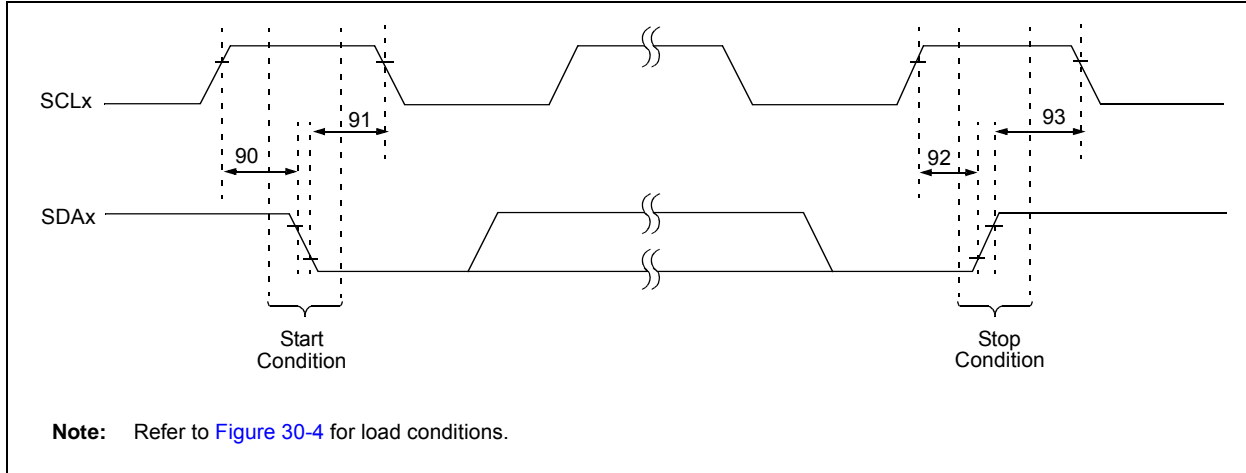 SCLx
91
93
90
92
SDAx
Start
Condition
Stop
Condition
Note: Refer to Figure 30-4 for load conditions.